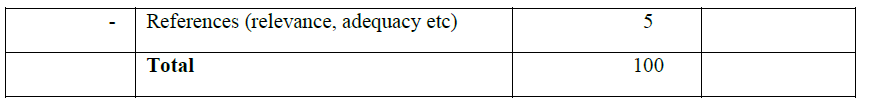 - References (relevance, adequacy etc) 5
Total 100